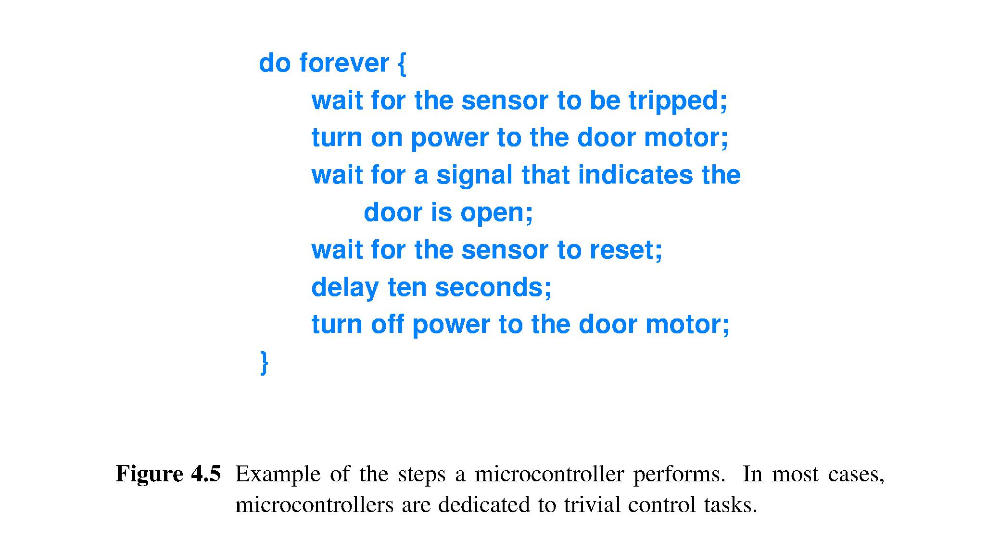 do forever {
wait for the sensor to be tripped;
turn on power to the door motor;
wait for a signal that indicates the
door is open;
wait for the sensor to reset;
delay ten seconds;
turn off power to the door motor;
}
Figure 4.5 Example of the steps a microcontroller performs. In most cases,
microcontrollers are dedicated to trivial control tasks.